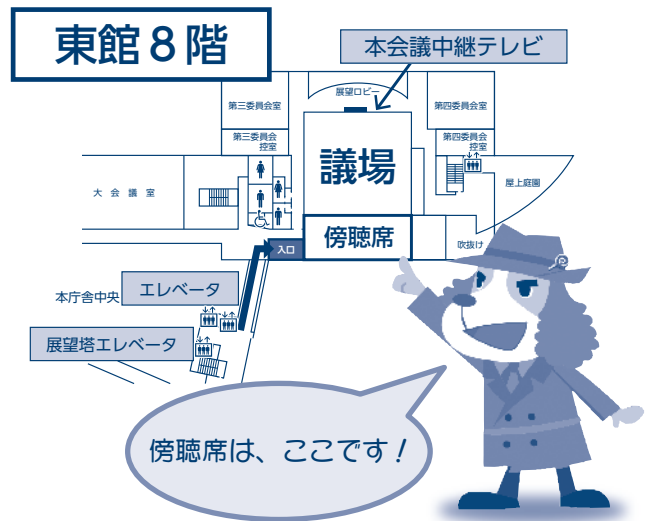 東館８階
本会議中継テレビ
展望ロビー
第三委員会室
第四委員会室
第三委員会
控室
第四委員会
控室
議場
大会議室
屋上庭園
傍聴席
吹抜け
入口
本庁舎中央
エレベータ
展望塔エレベータ
傍聴席は、ここです！